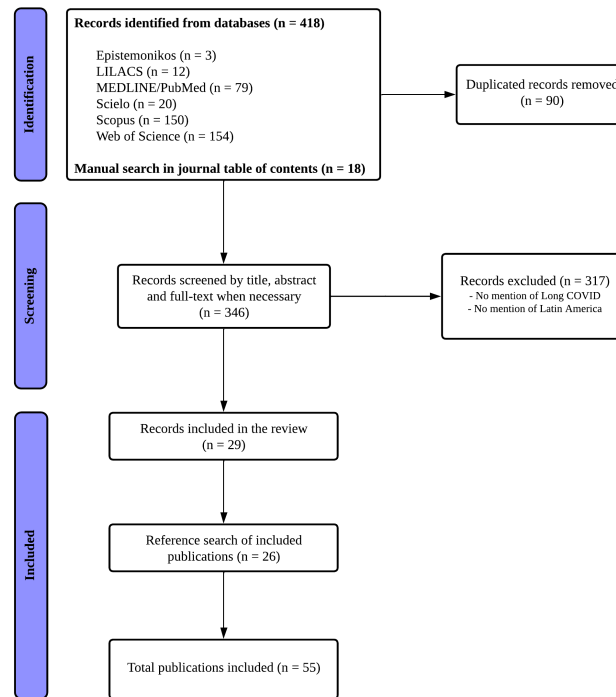 Identification
Records identified from databases (n = 418)
Epistemonikos (n = 3)
LILACS (n = 12)
MEDLINE/PubMed (n = 79)
Scielo (n = 20)
Scopus (n = 150)
Web of Science (n = 154)
Manual search in journal table of contents (n = 18)
Duplicated records removed
(n = 90)
Screening
Records screened by title, abstract
and full-text when necessary
(n = 346)
Records excluded (n = 317)
- No mention of Long COVID
- No mention of Latin America
Included
Records included in the review
(n = 29)
Reference search of included
publications (n = 26)
Total publications included (n = 55)